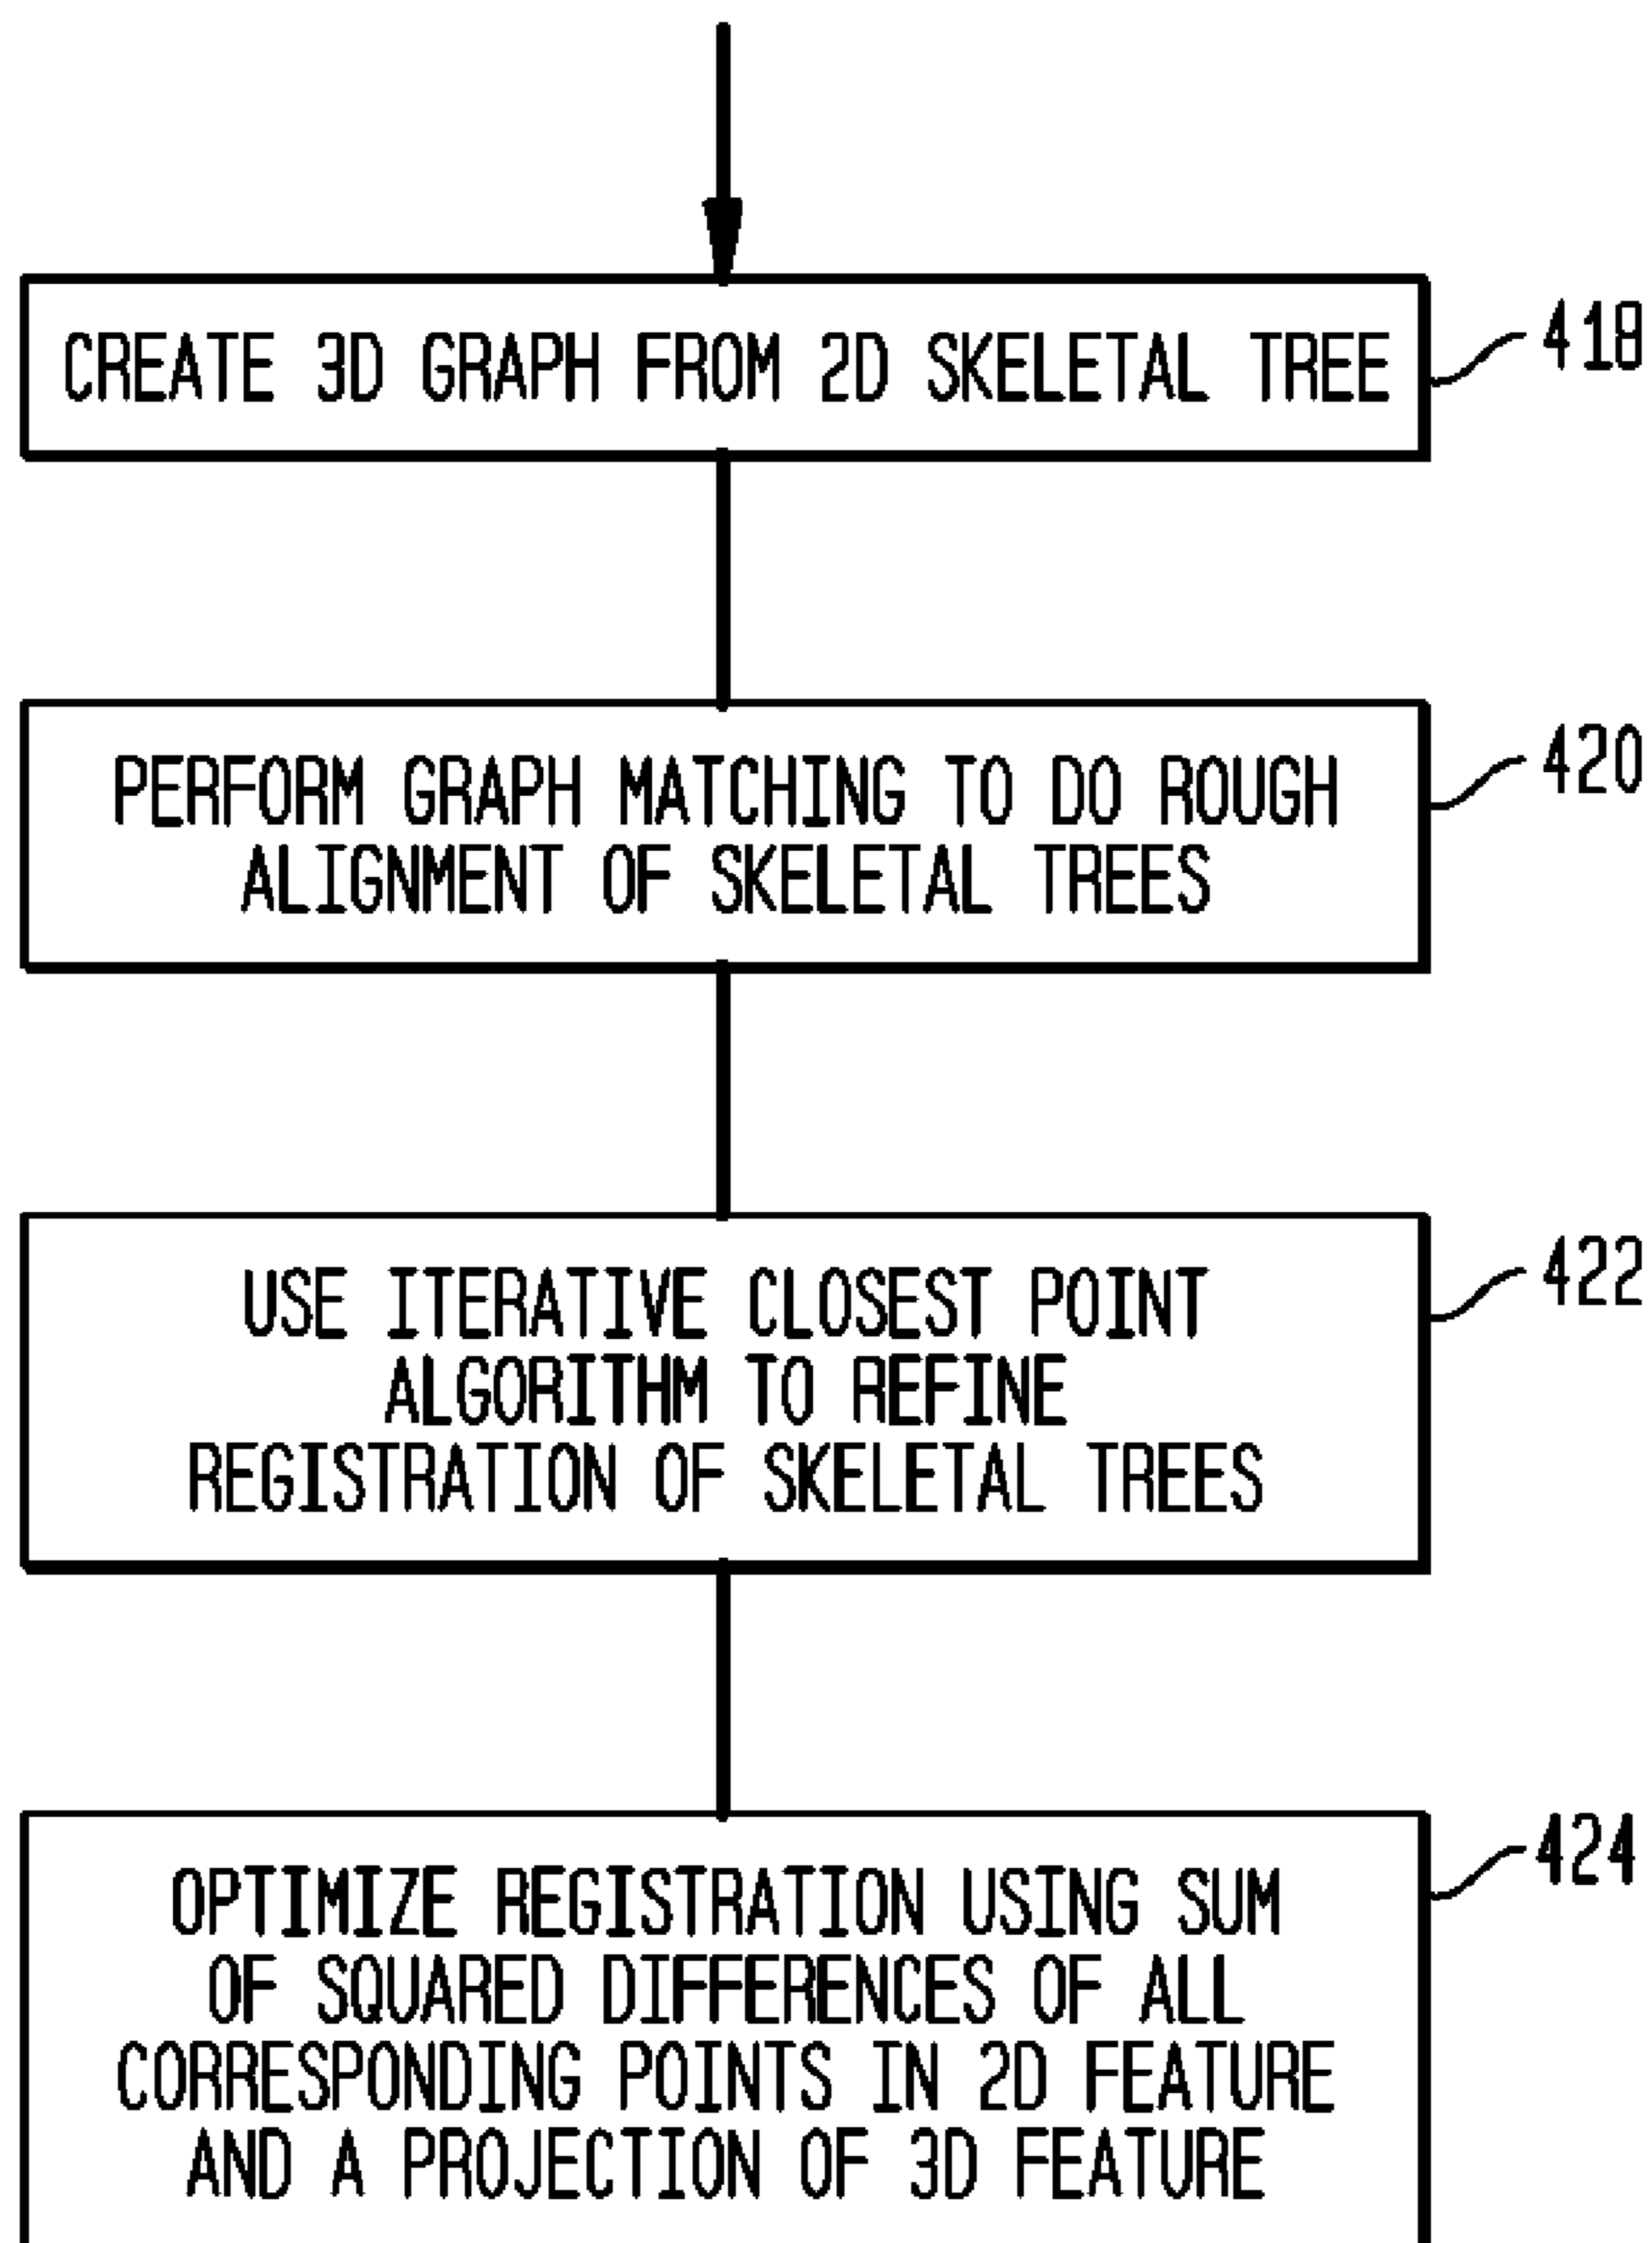 CREATE 3D GRAPH FROM 2D SKELETAL TREE
418
PERFORM GRAPH MATCHING TO DO ROUGH
ALIGNMENT OF SKELETAL TREES
420
USE ITERATIVE CLOSEST POINT
ALGORITHM TO REFINE
REGISTRATION OF SKELETAL TREES
422
OPTIMIZE REGISTRATION USING SUM
OF SQUARED DIFFERENCES OF ALL
CORRESPONDING POINTS IN 2D FEATURE
AND A PROJECTION OF 3D FEATURE
424